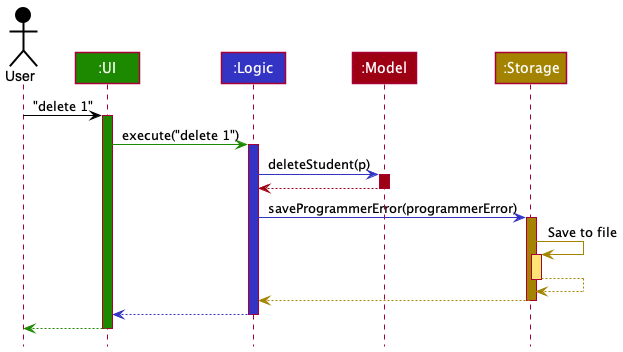 User
:UI
:Logic
:Model
:Storage
"delete 1"
execute("delete 1")
deleteStudent(p)
saveProgrammerError(programmerError)
Save to file